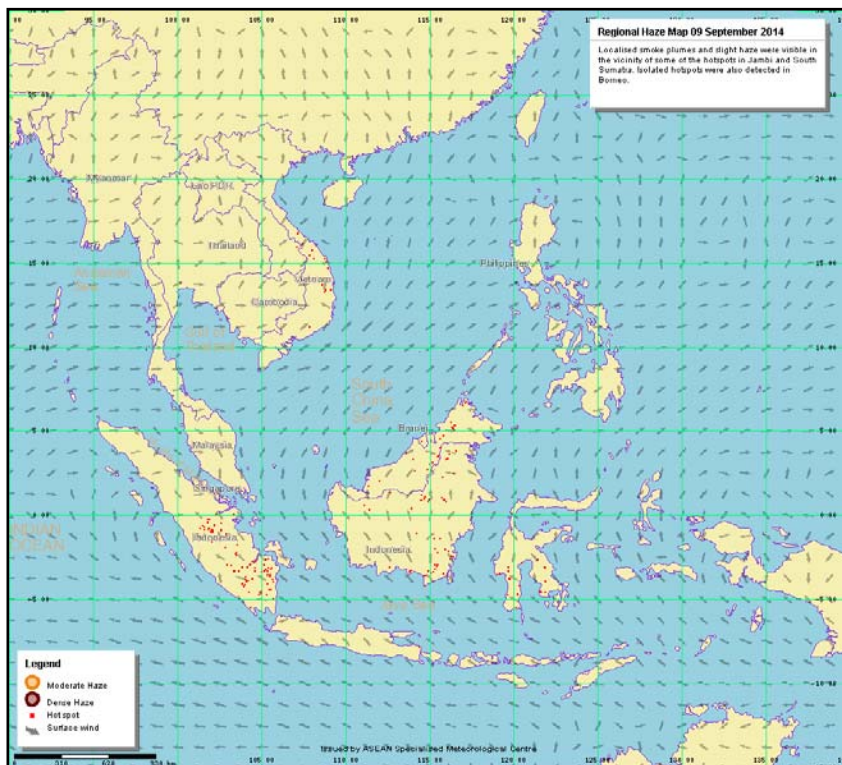 Regional Haze Map 09 September 2014
Localised smoke plumes and slight haze were visible in
the vicinity of some of the hotspots in Jambi and South
Sumatra. Isolated hotspots were also detected in
Borneo.
Myanmar
Lao PDR
Thailand
Vietnam
Cambodia
Philippines
South
China
Sea
Brunei
Malaysia
Singapore
INDIAN
OCEAN
Indonesia
Indonesia
Java Sea
Legend
Moderate Haze
Dense Haze
Hotspot
Surface wind
Issued by ASEAN Specialised Meteorological Centre